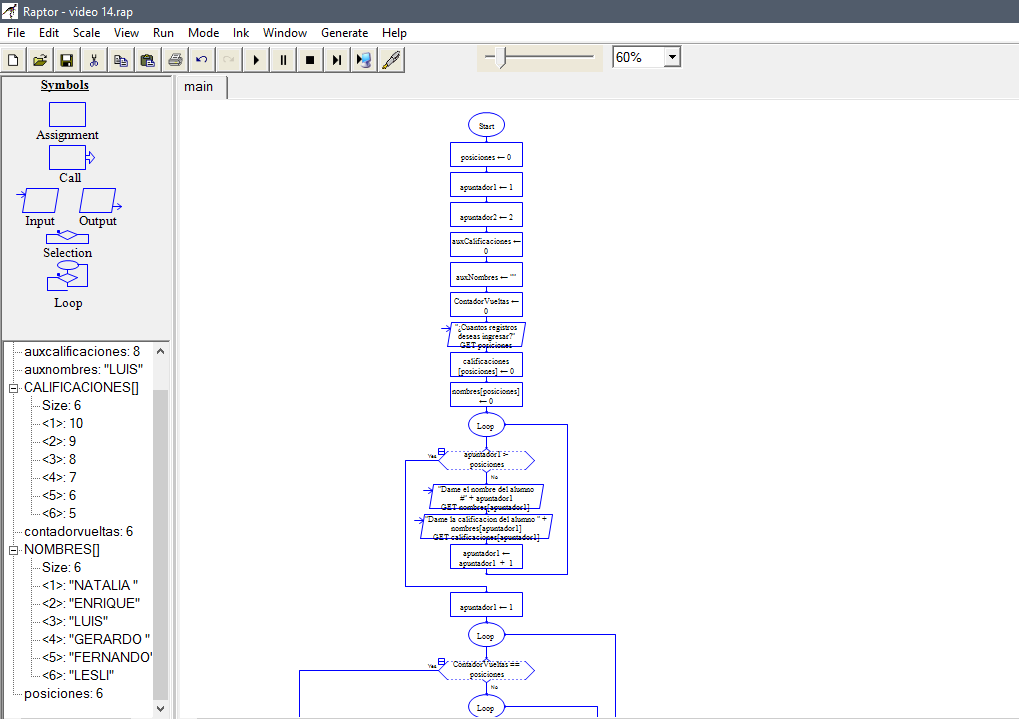 Raptor - video 14.rap
File Edit Scale View Run Mode Ink Window Generate Help
60%
Symbols
Assignment
Call
Input Output
Selection
Loop
auxcalificaciones: 8
auxnombres: "LUIS"
CALIFICACIONES[]
Size: 6
<1>: 10
<2>: 9
<3>: 8
<4>: 7
<5>: 6
<6>: 5
contadorvueltas: 6
NOMBRES[]
Size: 6
<1>: "NATALIA "
<2>: "ENRIQUE"
<3>: "LUIS"
<4>: "GERARDO "
<5>: "FERNANDO"
<6>: "LESLI"
posiciones: 6
main
Start
posiciones ← 0
apuntador1 ← 1
apuntador2 ← 2
auxCalificaciones ←
0
auxNombres ← ""
ContadorVueltas ←
0
"¿Cuantos registros
deseas ingresar?"
GET posiciones
calificaciones
[posiciones] ← 0
nombres[posiciones]
← 0
Loop
Yes
apuntador1 >
posiciones
No
"Dame el nombre del alumno
#" + apuntador1
GET nombres[apuntador1]
"Dame la calificacion del alumno " +
nombres[apuntador1]
GET calificaciones[apuntador1]
apuntador1 ←
apuntador1 + 1
apuntador1 ← 1
Loop
Yes
ContadorVueltas ==
posiciones
No
Loop